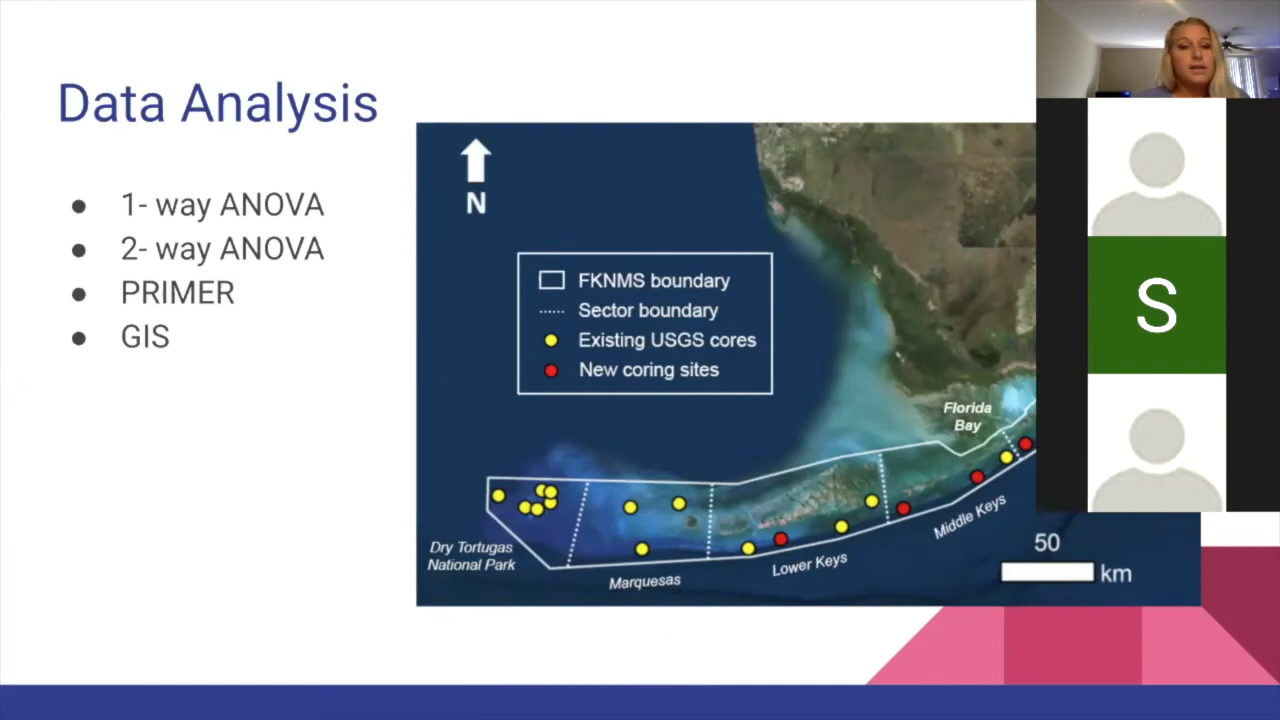 Data Analysis
1- way ANOVA
2- way ANOVA
PRIMER
GIS
N
FKNMS boundary
Sector boundary
Existing USGS cores
New coring sites
Florida
Bay
Dry Tortugas
National Park
Marquesas
Lower Keys
Middle Keys
50
km
S